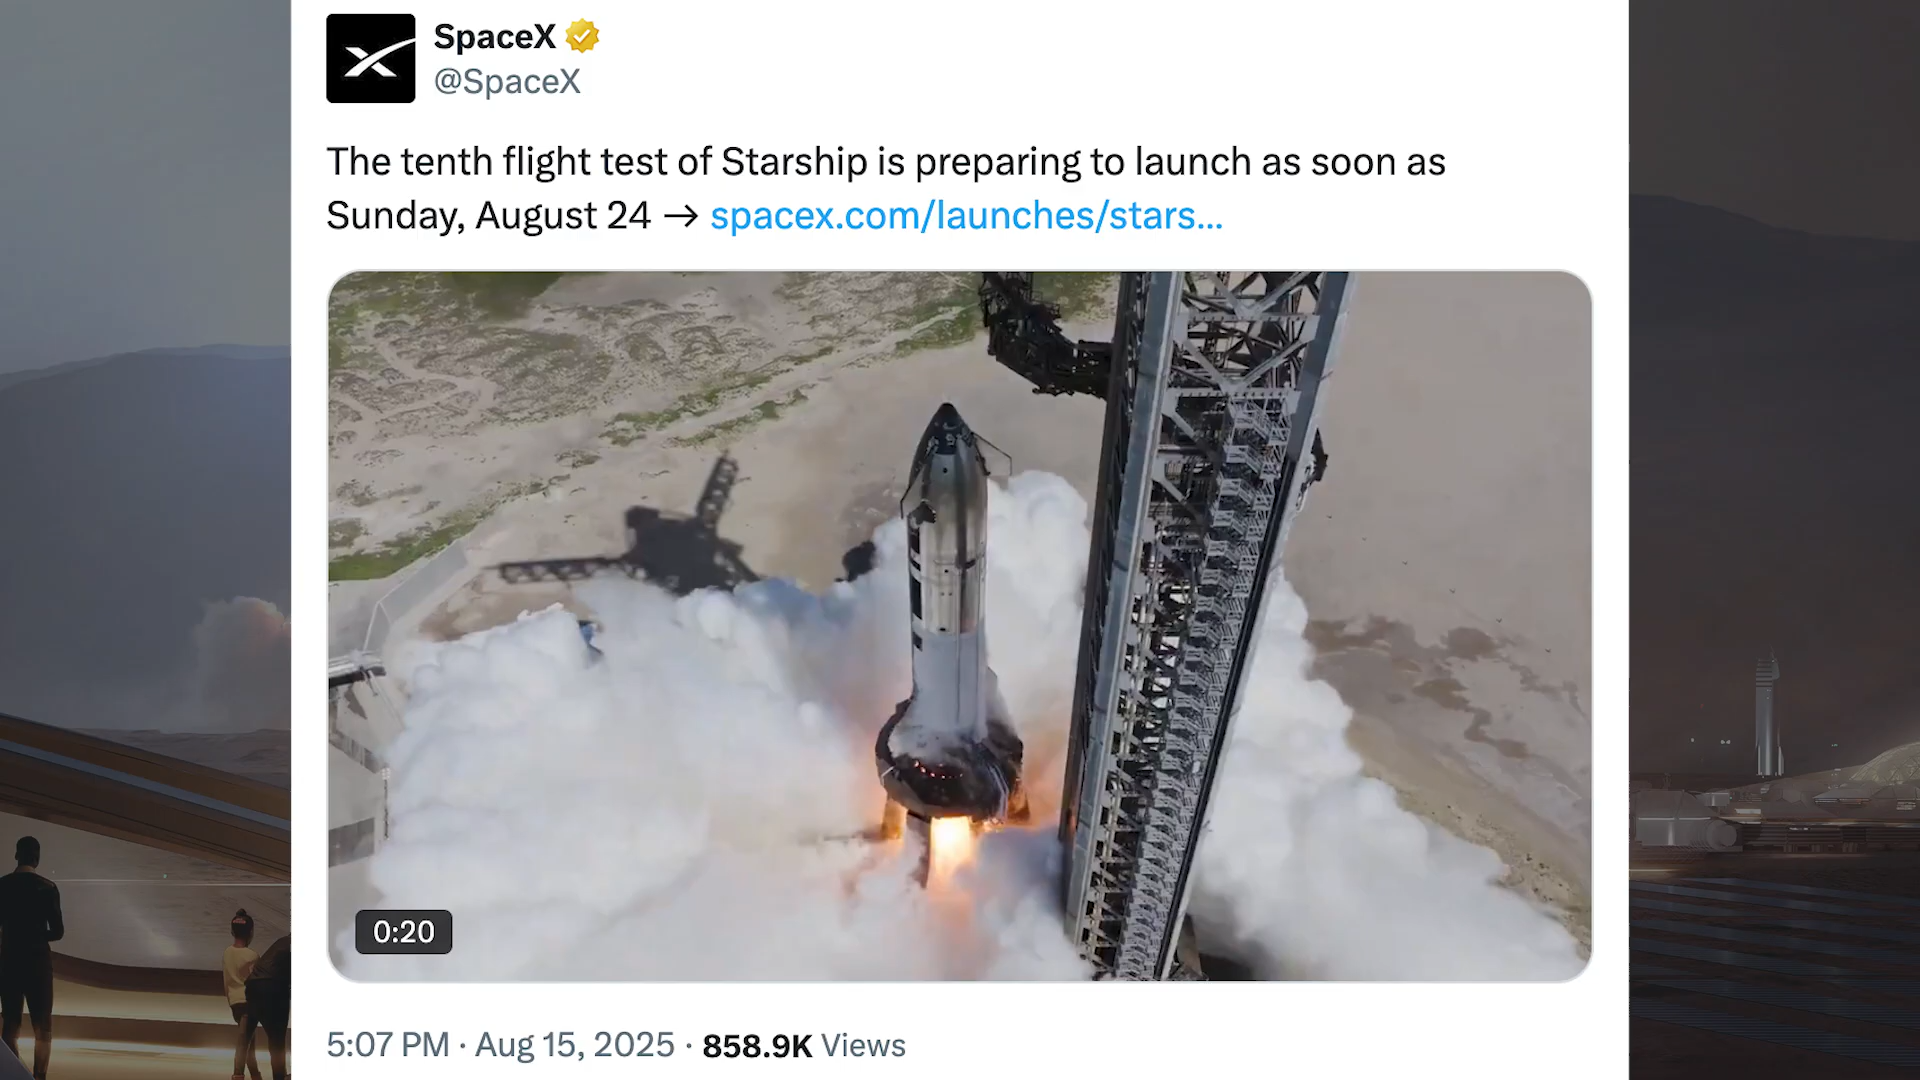 SpaceX
@SpaceX
The tenth flight test of Starship is preparing to launch as soon as
Sunday, August 24 → spacex.com/launches/stars…
0:20
5:07 PM · Aug 15, 2025 · 858.9K Views